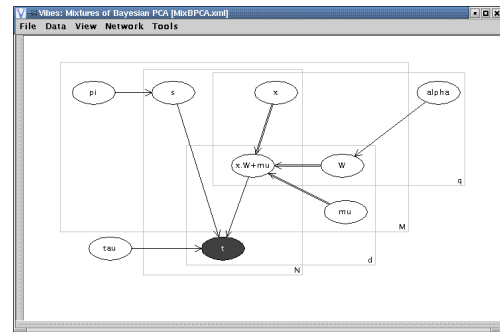 Vibes: Mixtures of Bayesian PCA [MixBPCA.xml]
File Data View Network Tools
pi s x alpha
x.W+mu W
q
mu
M
tau t
d
N